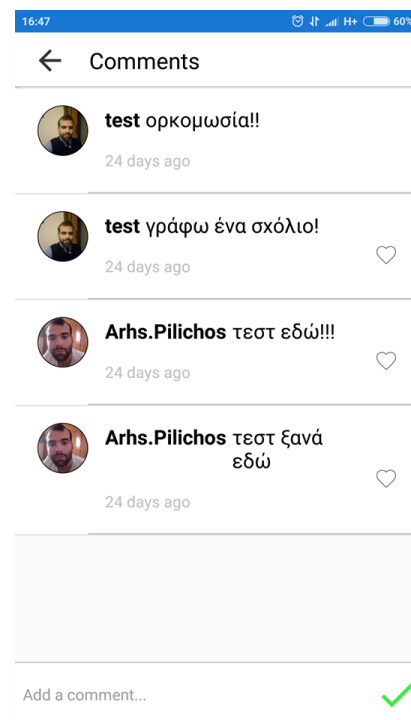 16:47 H+ 60%
Comments
test ορκομωσία!!
24 days ago
test γράφω ένα σχόλιο!
24 days ago
Arhs.Pilichos τεστ εδώ!!!
24 days ago
Arhs.Pilichos τεστ ξανά
εδώ
24 days ago
Add a comment...